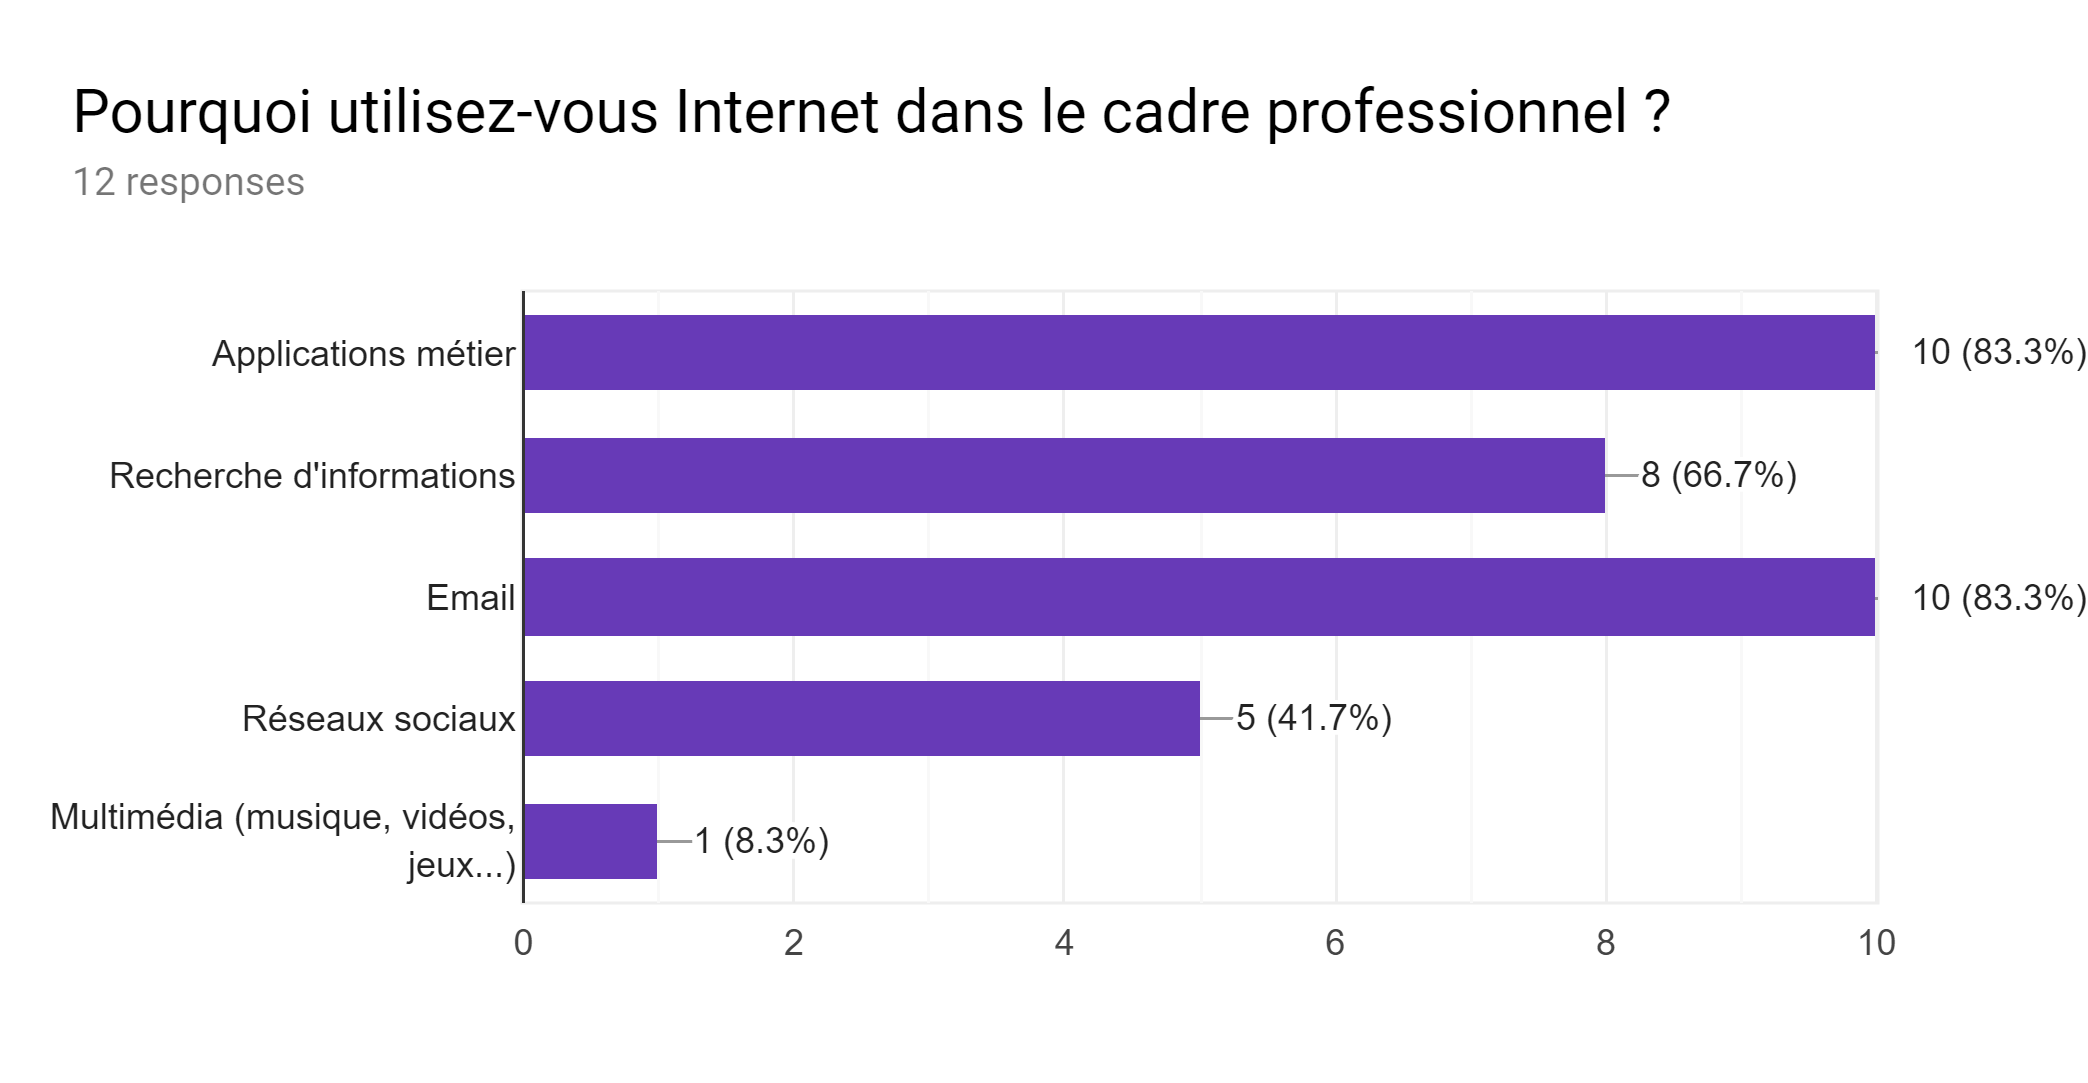 Pourquoi utilisez-vous Internet dans le cadre professionnel ?
12 responses
Applications métier
10 (83.3%)
Recherche d'informations
8 (66.7%)
Email
10 (83.3%)
Réseaux sociaux
5 (41.7%)
Multimédia (musique, vidéos,
jeux...)
1 (8.3%)
0 2 4 6 8 10